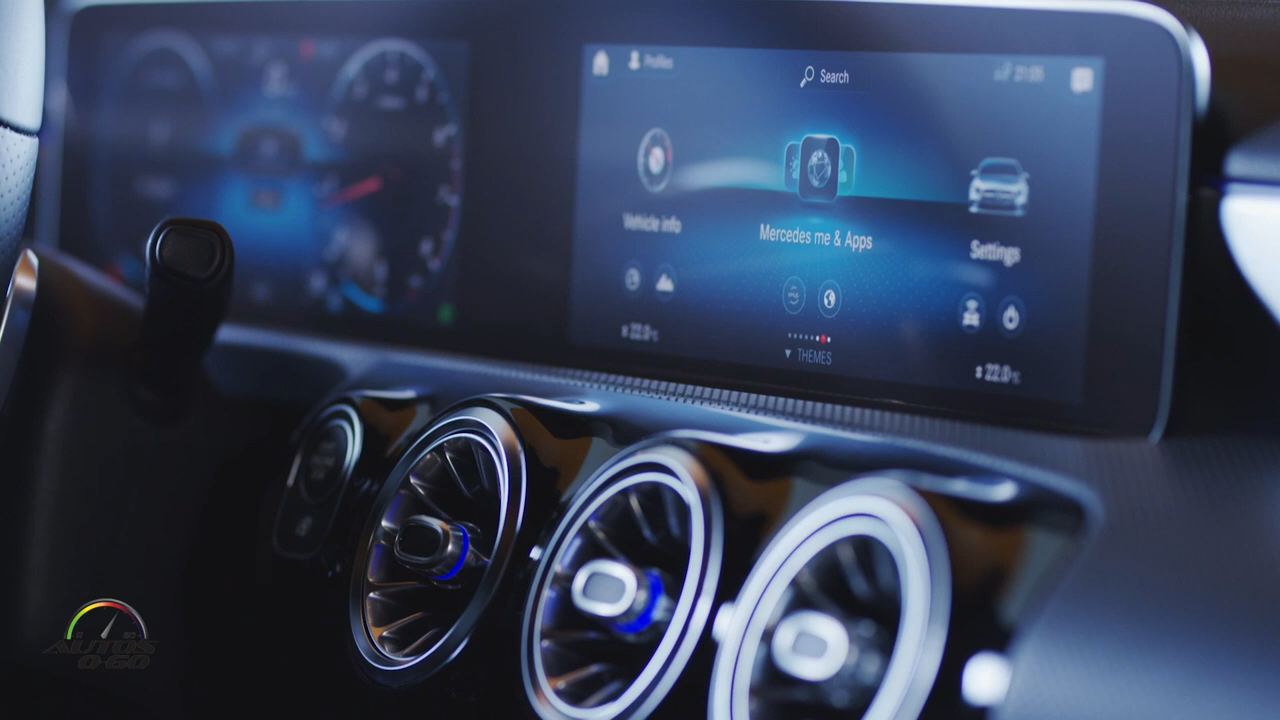 Profiles
Search
21:05
Vehicle info
Mercedes me & Apps
Settings
22.0°C
THEMES
22.0°C
AUTOS
0-60